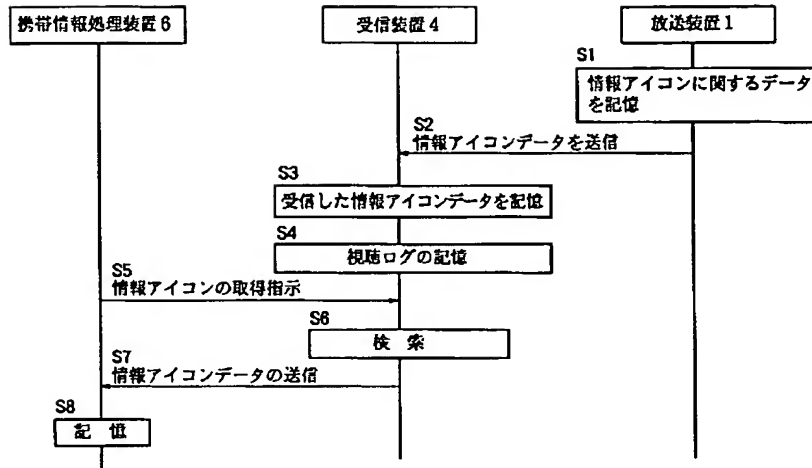 携帯情報処理装置6
受信装置4
放送装置1
S1
情報アイコンに関するデータ
を記憶
S2
情報アイコンデータを送信
S3
受信した情報アイコンデータを記憶
S4
視聴ログの記憶
S5
情報アイコンの取得指示
S6
検 索
S7
情報アイコンデータの送信
S8
記 憶